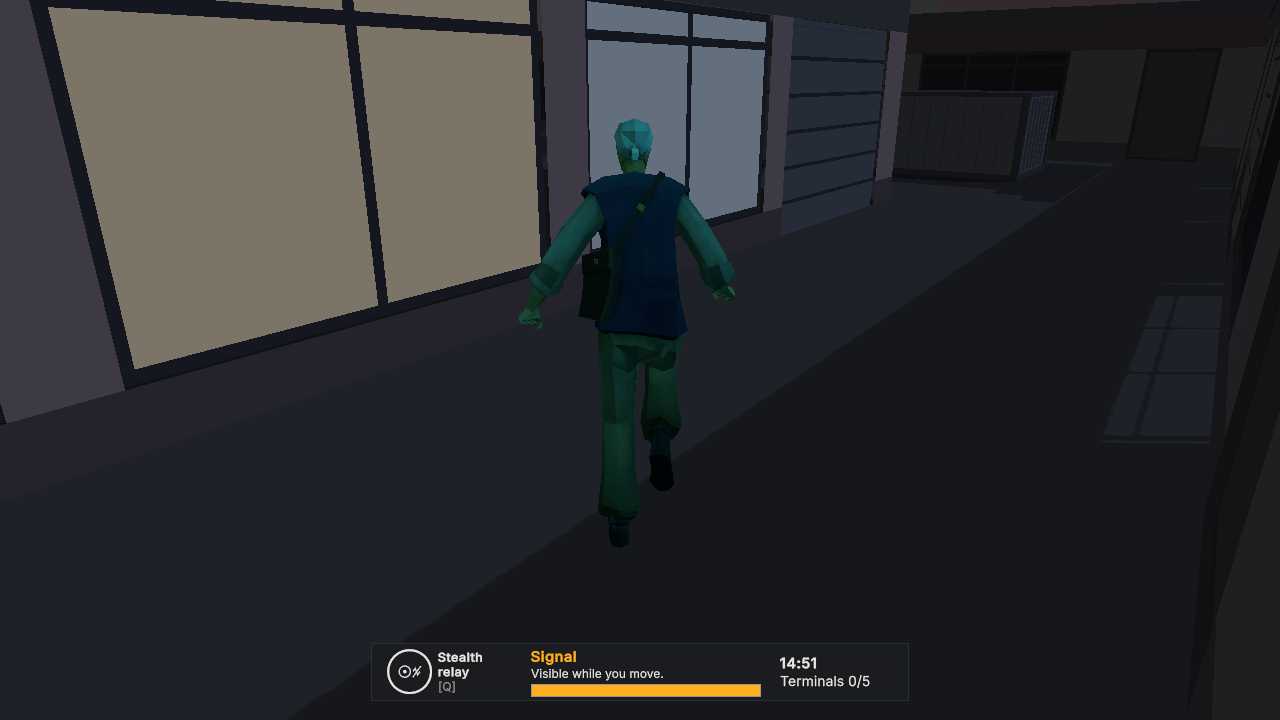 Stealth
relay
[Q]
Signal
Visible while you move.
14:51
Terminals 0/5